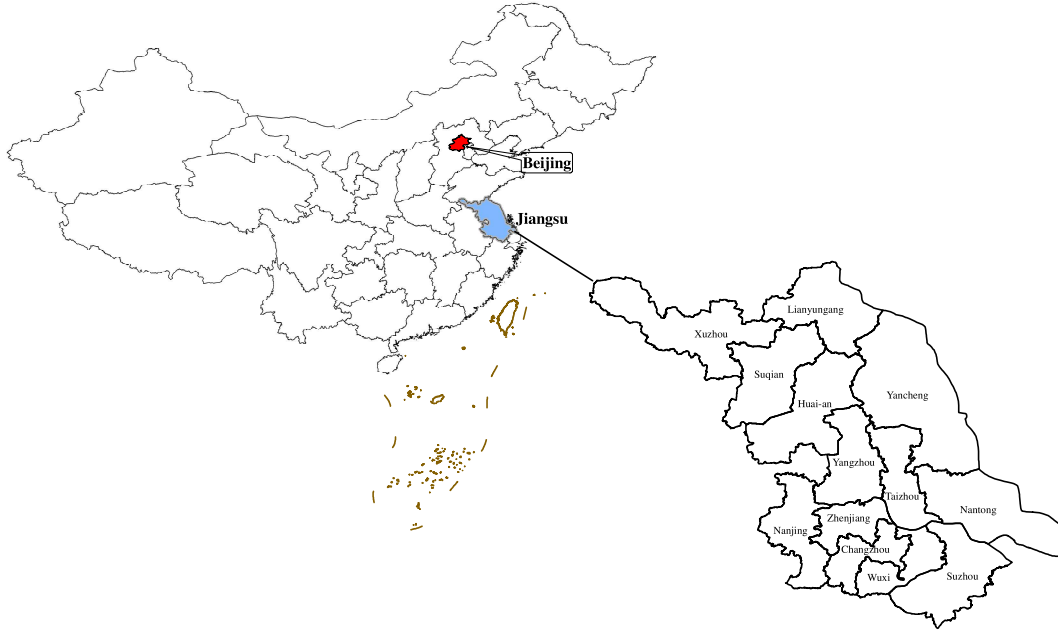 Beijing
Jiangsu
Lianyungang
Xuzhou
Suqian
Yancheng
Huai-an
Yangzhou
Taizhou
Nantong
Zhenjiang
Nanjing
Changzhou
Wuxi
Suzhou